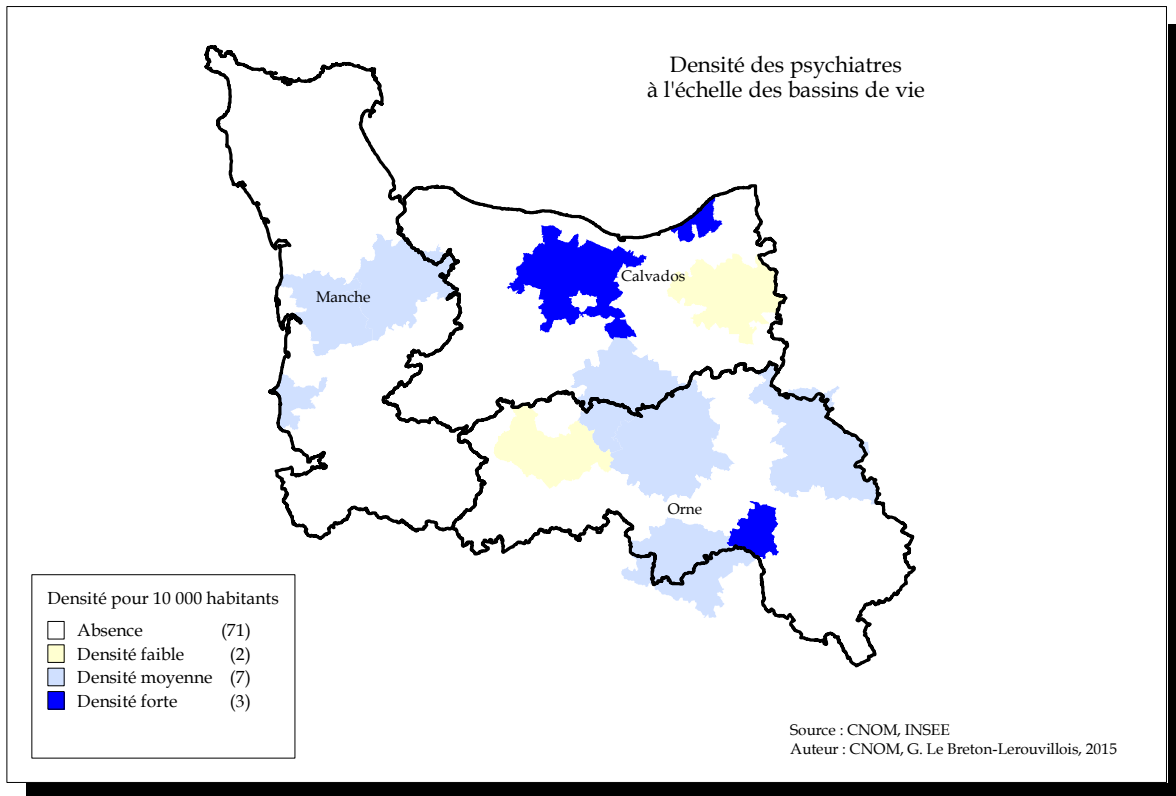 Densité des psychiatres
à l'échelle des bassins de vie
Calvados
Manche
Orne
Densité pour 10 000 habitants
Absence (71)
Densité faible (2)
Densité moyenne (7)
Densité forte (3)
Source : CNOM, INSEE
Auteur : CNOM, G. Le Breton-Lerouvillois, 2015